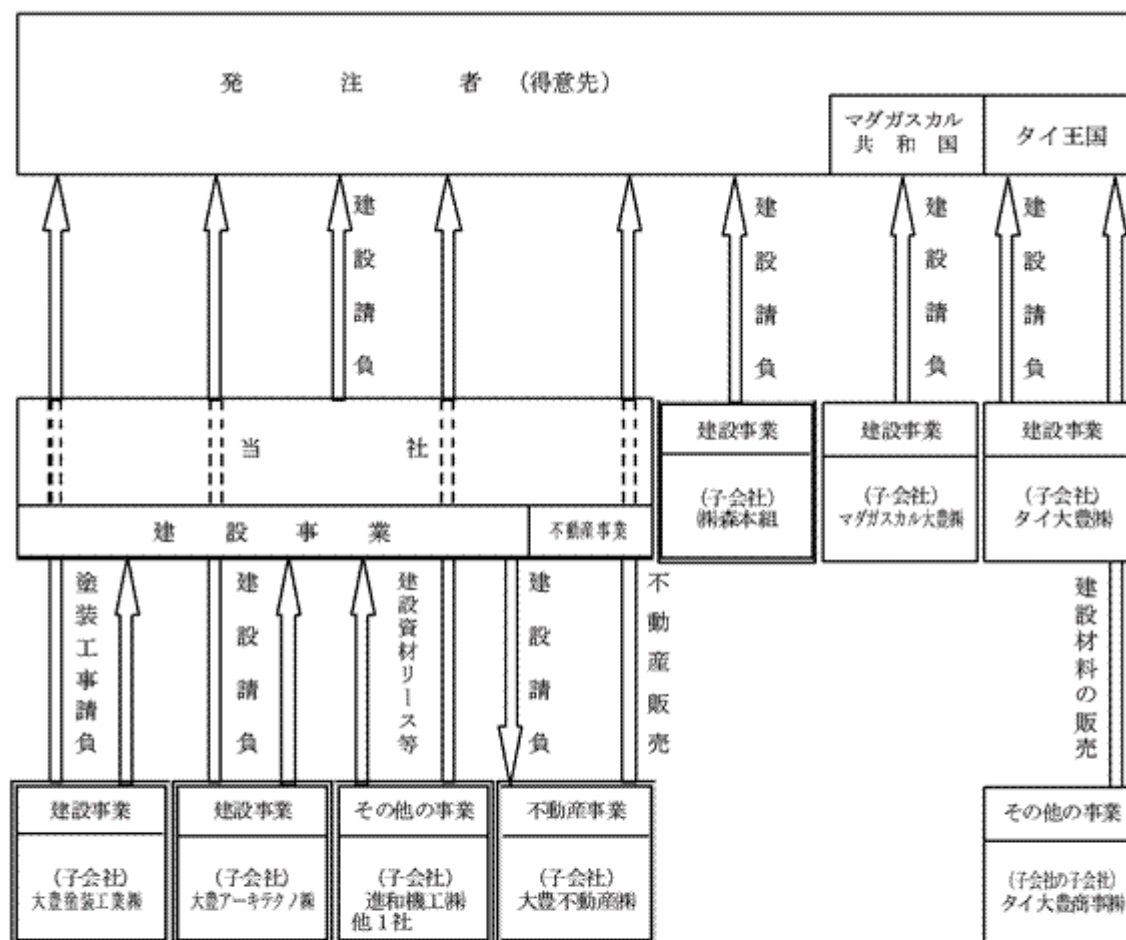 発注者(得意先)
マダガスカル
共和国
タイ王国
建設請負
建設請負
建設請負
建設請負
当社
建設事業
不動産事業
建設事業
(子会社)
㈱森本組
建設事業
(子会社)
マダガスカル大豊㈱
建設事業
(子会社)
タイ大豊㈱
塗装工事請負
建設請負
建設資材リース等
建設請負
不動産販売
建設材料の販売
建設事業
(子会社)
大豊塗装工業㈱
建設事業
(子会社)
大豊アーキテクノ㈱
その他の事業
(子会社)
進和機工㈱
他1社
不動産事業
(子会社)
大豊不動産㈱
その他の事業
(子会社の子会社)
タイ大豊商事㈱